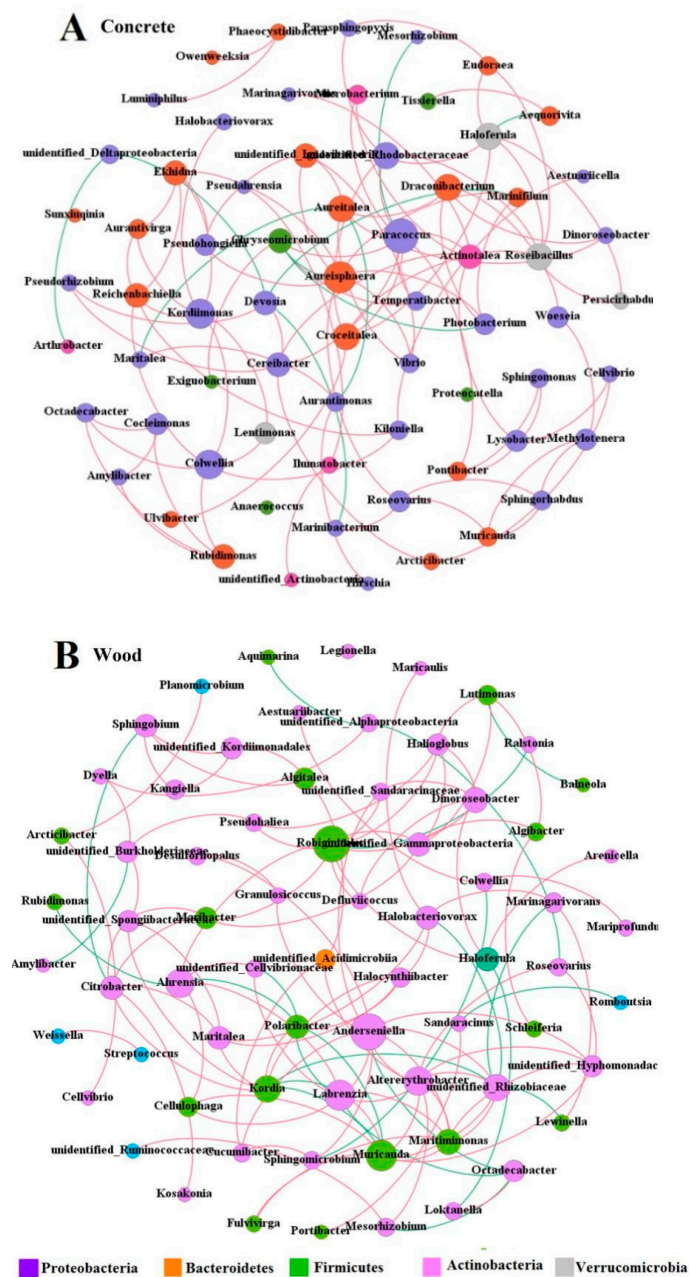 A Concrete
Phaeocystidibacter
Parasphingopyxis
Mesorhizobium
Owenweeksia
Eudoraea
Luminiphilus
Marinagarivorans
Microbacterium
Tissierella
Aequorivita
Halobacteriovorax
Haloferula
unidentified_Deltaproteobacteria
Ekhidna
Pseudahrensia
Draconibacterium
Marinifilum
Aestuariicella
Sunxiuqinia
Aurantivirga
Aureitalea
Pseudohongiella
Chryseomicrobium
Paracoccus
Actinotalea
Roseibacillus
Dinoroseobacter
Pseudorhizobium
Reichenbachiella
Aureisphaera
Kordiimonas
Devosia
Temperatibacter
Photobacterium
Woeseia
Persicirhabdu
Arthrobacter
Maritalea
Croceitalea
Cereibacter
Vibrio
Exiguobacterium
Sphingomonas
Cellvibrio
Octadecabacter
Cocleimonas
Aurantimonas
Proteocatella
Lentimonas
Kiloniella
Lysobacter
Methylotenera
Colwellia
Ilumatobacter
Pontibacter
Amylibacter
Anaerococcus
Roseovarius
Sphingorhabdus
Ulvibacter
Marinibacterium
Muricauda
Rubidimonas
Arcticibacter
unidentified_Actinobacteria
Hirschia
B Wood
Aquimarina
Legionella
Maricaulis
Planomicrobium
Lutimonas
Aestuariibacter
unidentified_Alphaproteobacteria
Sphingobium
unidentified_Kordiimonadales
Halioglobus
Ralstonia
Dyella
Kangiella
Algitalea
unidentified_Sandaracinaceae
Dinoroseobacter
Balneola
Arcticibacter
Pseudohaliea
Algibacter
unidentified_Burkholderiaceae
Desulforhopalus
unidentified_Gammaproteobacteria
Arenicella
Rubidimonas
Granulosicoccus
Defluviicoccus
Colwellia
Marinagarivorans
unidentified_Spongiibacteraceae
Maribacter
Halobacteriovorax
Mariprofundu
Amylibacter
Citrobacter
unidentified_Acidimicrobiia
unidentified_Cellvibrionaceae
Ahrensia
Halocynthiibacter
Haloferula
Roseovarius
Romboutsia
Weissella
Maritalea
Polaribacter
Anderseniella
Sandaracinus
Schleiferia
Streptococcus
Cellvibrio
Cellulophaga
Kordia
Labrenzia
Altererythrobacter
unidentified_Rhizobiaceae
unidentified_Hyphomonadac
Lewinella
unidentified_Ruminococcaceae
Cucumibacter
Sphingomicrobium
Muricauda
Maritimimonas
Octadecabacter
Kosakonia
Loktanella
Fulvivirga
Portibacter
Mesorhizobium
Proteobacteria Bacteroidetes Firmicutes Actinobacteria Verrucomicrobia